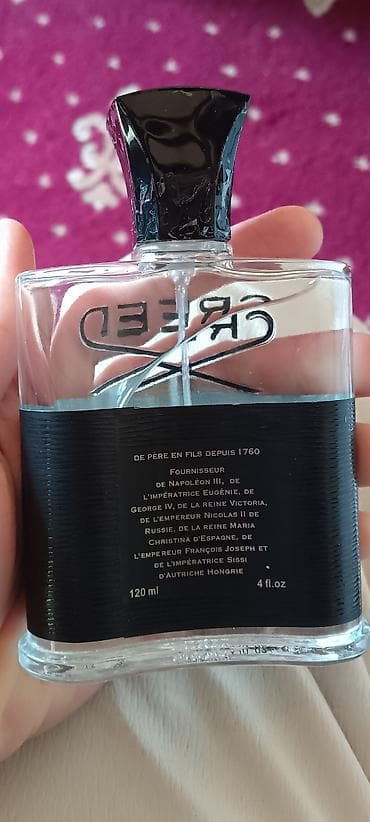 CREED
DE PÈRE EN FILS DEPUIS 1760
FOURNISSEUR
DE NAPOLÉON III, DE
L'IMPÉRATRICE EUGÉNIE, DE
GEORGE IV, DE LA REINE VICTORIA,
DE L'EMPEREUR NICOLAS II DE
RUSSIE, DE LA REINE MARIA
CHRISTINA D'ESPAGNE, DE
L'EMPEREUR FRANÇOIS JOSEPH ET
DE L'IMPÉRATRICE SISSI
D'AUTRICHE HONGRIE
120 ml 4 fl.oz